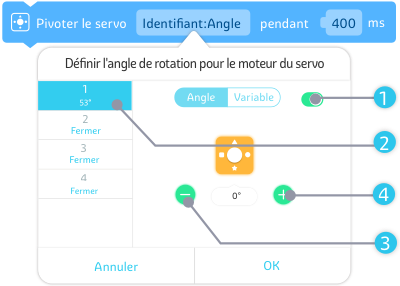 Pivoter le servo Identifiant:Angle pendant 400 ms
Définir l'angle de rotation pour le moteur du servo
1
53°
Angle Variable
1
2
Fermer
2
3
Fermer
4
Fermer
0°
4
3
Annuler OK